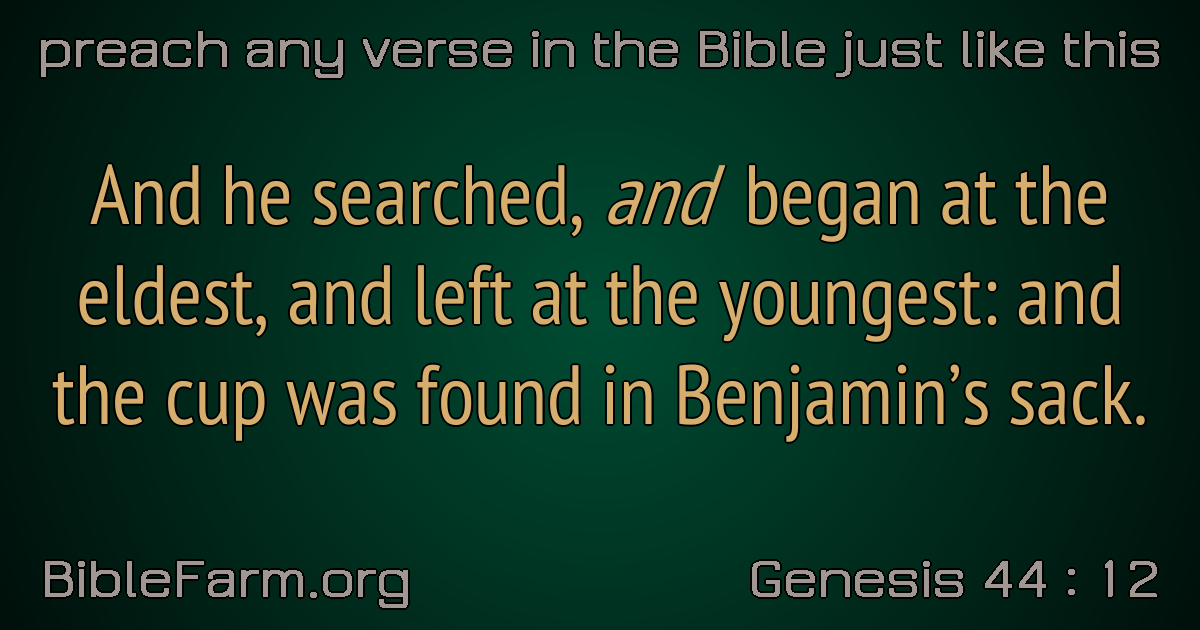 preach any verse in the Bible just like this
And he searched, and began at the
eldest, and left at the youngest: and
the cup was found in Benjamin’s sack.
BibleFarm.org
Genesis 44 : 12